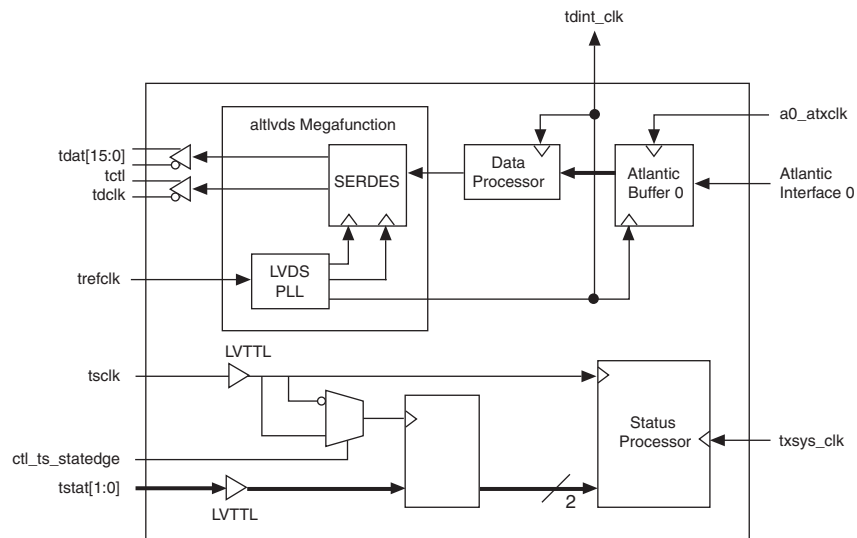 tdint_clk
altlvds Megafunction
a0_atxclk
tdat[15:0]
tctl
tdclk
SERDES
Data
Processor
Atlantic
Buffer 0
Atlantic
Interface 0
trefclk
LVDS
PLL
LVTTL
tsclk
Status
Processor
txsys_clk
ctl_ts_statedge
tstat[1:0]
LVTTL
2